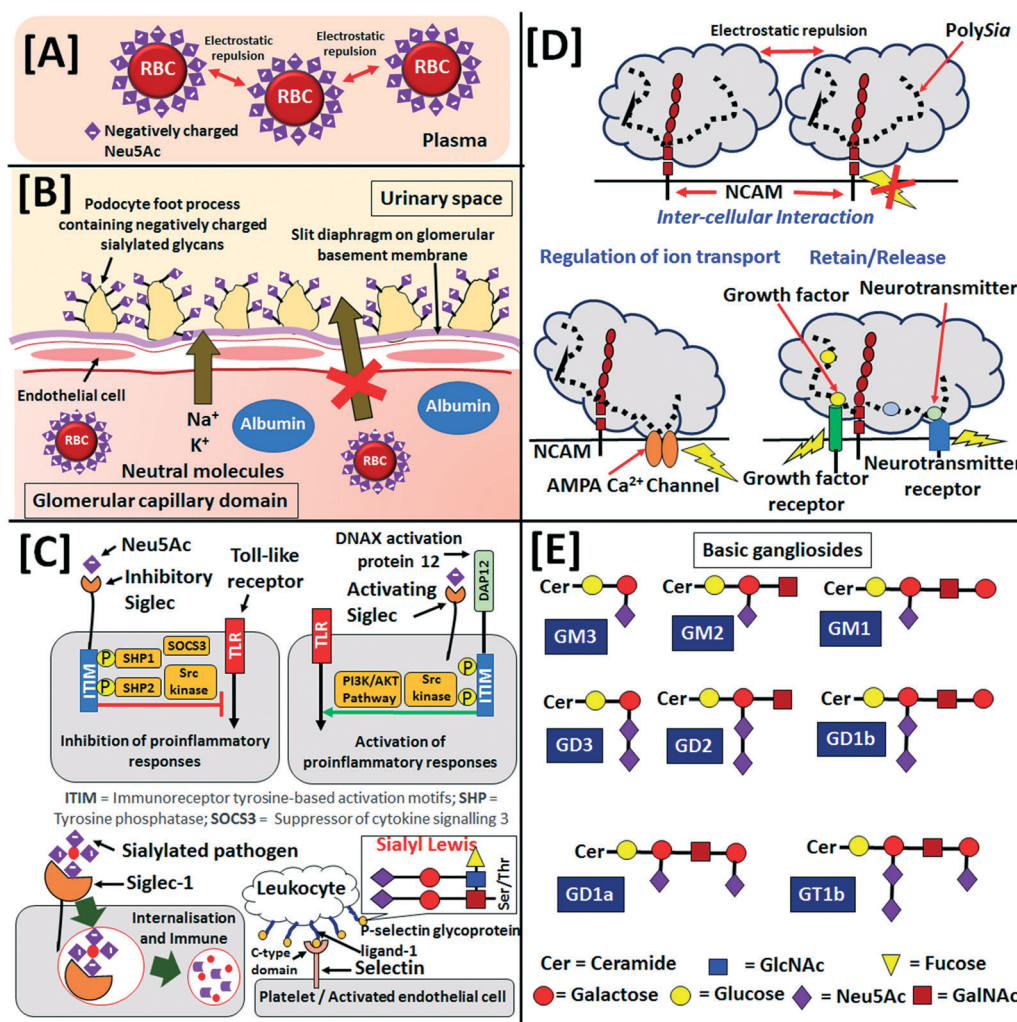 [A]
Electrostatic
repulsion
Electrostatic
repulsion
RBC
RBC
RBC
Negatively charged
Neu5Ac
Plasma
[B]
Urinary space
Podocyte foot process
containing negatively charged
sialylated glycans
Slit diaphragm on glomerular
basement membrane
Endothelial cell
RBC
Na+
K+
Neutral molecules
Albumin
Albumin
RBC
Glomerular capillary domain
[C]
Neu5Ac
Inhibitory
Siglec
Toll-like
receptor
ITIM
P
SHP1
SOCS3
P
SHP2
Src
kinase
TLR
Inhibition of proinflammatory
responses
DNAX activation
protein 12
DAP12
Activating
Siglec
TLR
PI3K/AKT
Pathway
Src
kinase
P
P
ITIM
Activation of
proinflammatory responses
ITIM = Immunoreceptor tyrosine-based activation motifs; SHP =
Tyrosine phosphatase; SOCS3 = Suppressor of cytokine signalling 3
Sialylated pathogen
Siglec-1
Internalisation
and Immune
Leukocyte
Sialyl Lewis
Ser/Thr
P-selectin glycoprotein
ligand-1
C-type
domain
Selectin
Platelet / Activated endothelial cell
[D]
Electrostatic repulsion
PolySia
NCAM
Inter-cellular Interaction
Regulation of ion transport
NCAM
AMPA Ca2+ Channel
Retain/Release
Growth factor
Neurotransmitter
Growth factor
receptor
Neurotransmitter
receptor
[E]
Basic gangliosides
Cer
GM3
Cer
GM2
Cer
GM1
Cer
GD3
Cer
GD2
Cer
GD1b
Cer
GD1a
Cer
GT1b
Cer = Ceramide
= GlcNAc
= Fucose
= Galactose
= Glucose
= Neu5Ac
= GalNAc